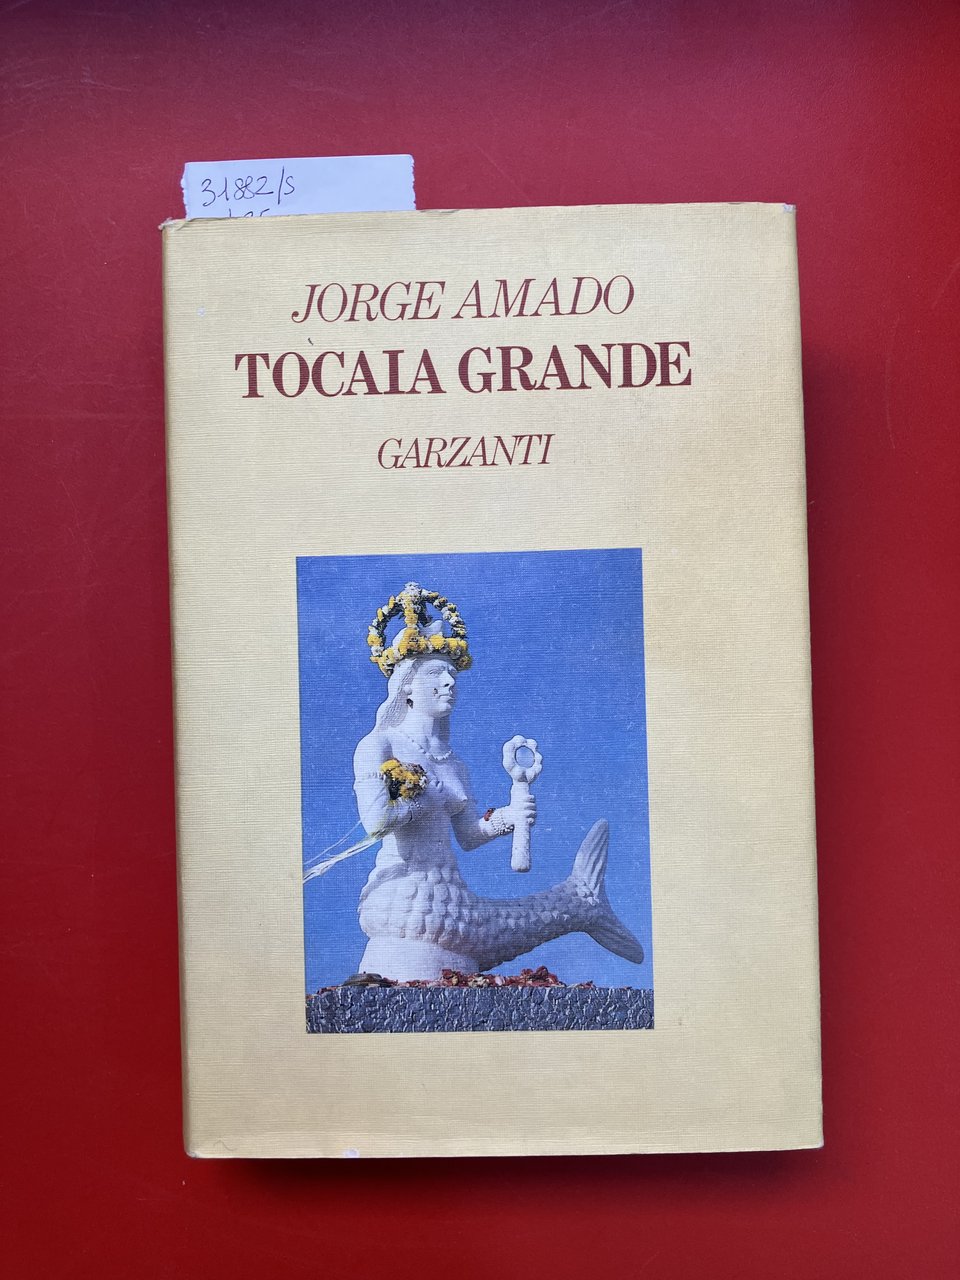 31882/s
JORGE AMADO
TOCAIA GRANDE
GARZANTI